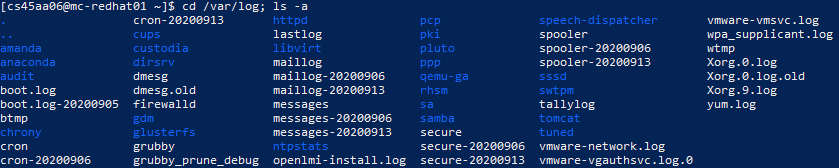 [cs45aa06@mc-redhat01 ~]$ cd /var/log; ls -a
. cron-20200913 httpd pcp speech-dispatcher vmware-vmsvc.log
.. cups lastlog pki spooler wpa_supplicant.log
amanda custodia libvirt pluto spooler-20200906 wtmp
anaconda dirsrv maillog ppp spooler-20200913 Xorg.0.log
audit dmesg maillog-20200906 qemu-ga sssd Xorg.0.log.old
boot.log dmesg.old maillog-20200913 rhsm swtpm Xorg.9.log
boot.log-20200905 firewalld messages sa tallylog yum.log
btmp gdm messages-20200906 samba tomcat
chrony glusterfs messages-20200913 secure tuned
cron grubby ntpstats secure-20200906 vmware-network.log
cron-20200906 grubby_prune_debug openlmi-install.log secure-20200913 vmware-vgauthsvc.log.0